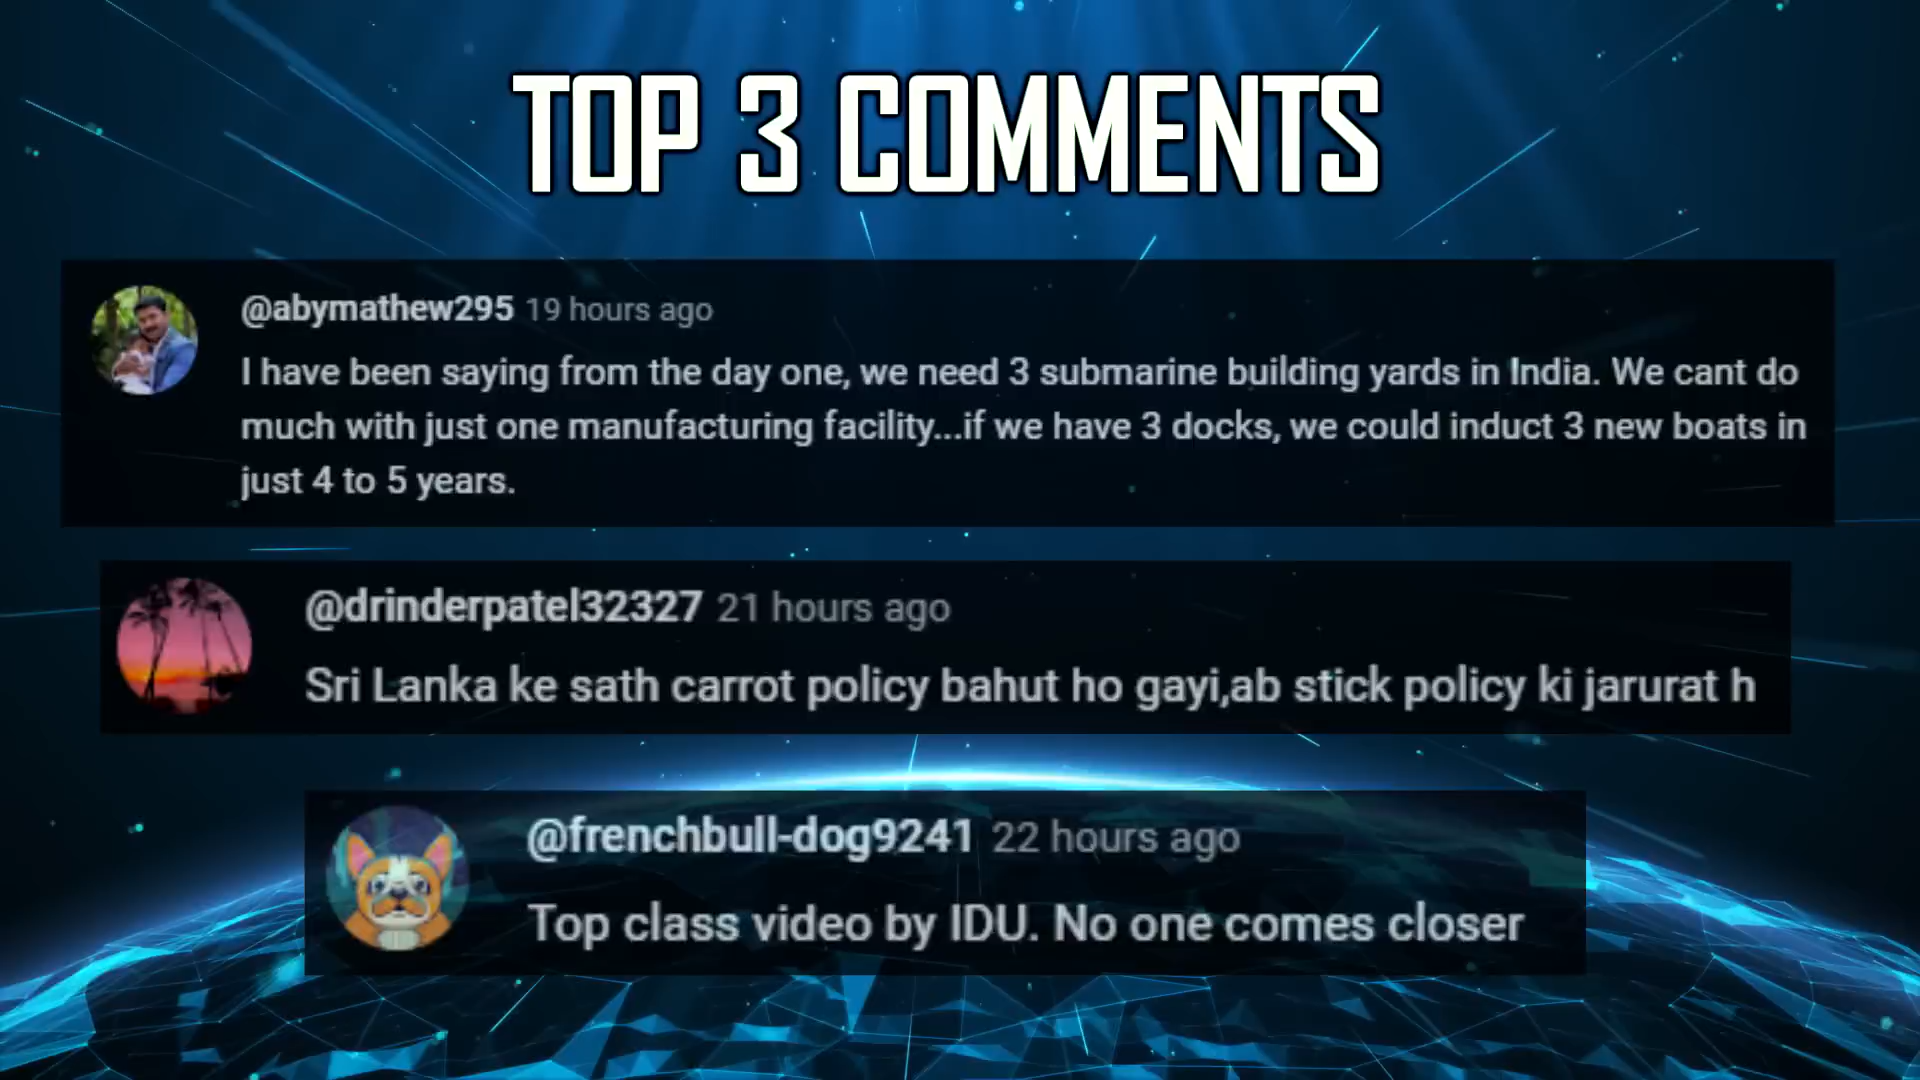 TOP 3 COMMENTS
@abymathew295 19 hours ago
I have been saying from the day one, we need 3 submarine building yards in India. We cant do
much with just one manufacturing facility...if we have 3 docks, we could induct 3 new boats in
just 4 to 5 years.
@drinderpatel32327 21 hours ago
Sri Lanka ke sath carrot policy bahut ho gayi,ab stick policy ki jarurat h
@frenchbull-dog9241 22 hours ago
Top class video by IDU. No one comes closer